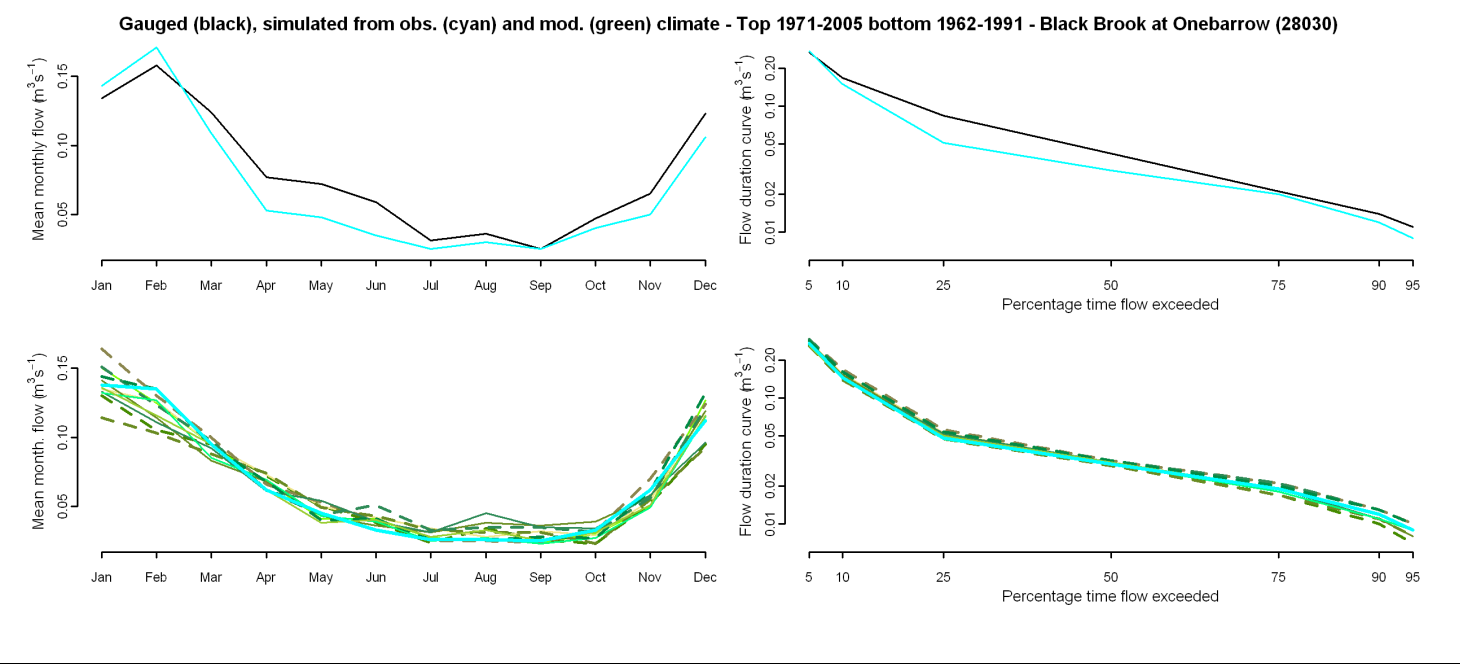 Gauged (black), simulated from obs. (cyan) and mod. (green) climate - Top 1971-2005 bottom 1962-1991 - Black Brook at Onebarrow (28030)
Mean monthly flow (m³s⁻¹)
0.15
0.10
0.05
Jan Feb Mar Apr May Jun Jul Aug Sep Oct Nov Dec
Flow duration curve (m³s⁻¹)
0.20
0.10
0.05
0.02
0.01
5 10 25 50 75 90 95
Percentage time flow exceeded
Mean month. flow (m³s⁻¹)
0.15
0.10
0.05
Jan Feb Mar Apr May Jun Jul Aug Sep Oct Nov Dec
Flow duration curve (m³s⁻¹)
0.20
0.10
0.05
0.02
0.01
5 10 25 50 75 90 95
Percentage time flow exceeded